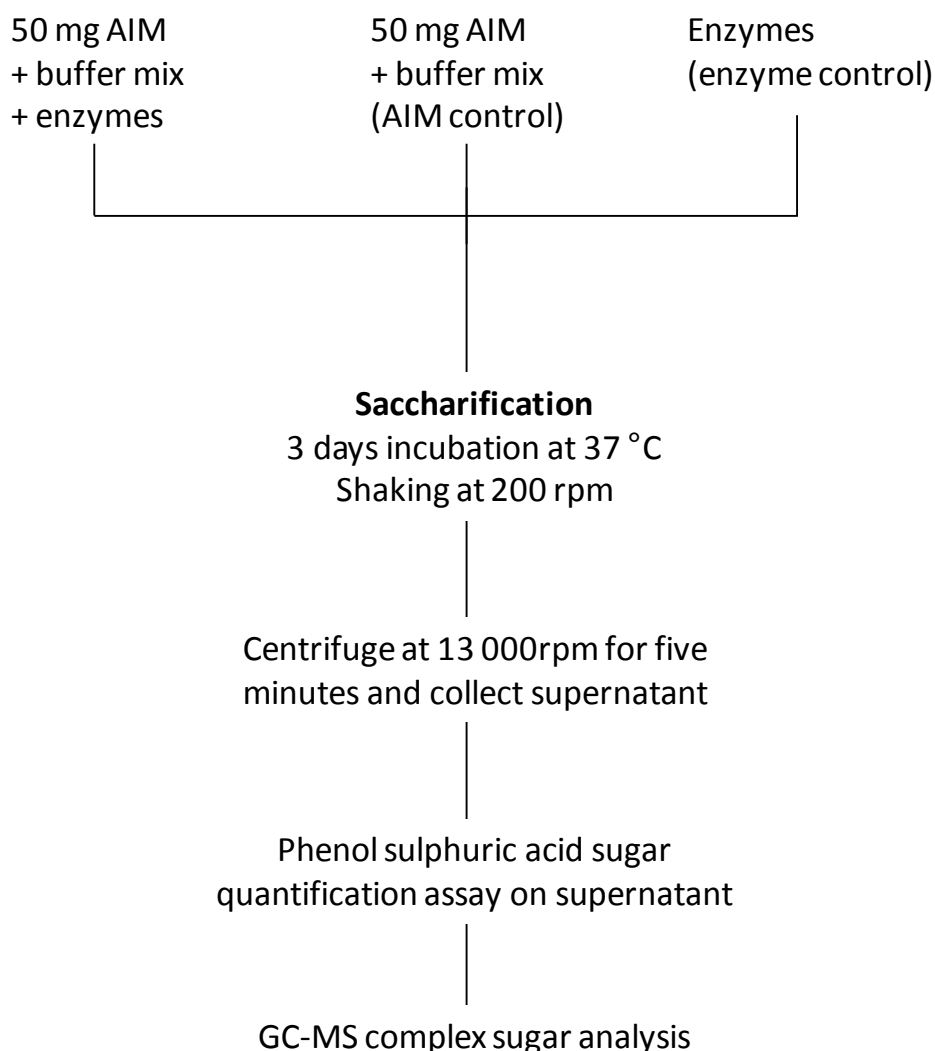 50 mg AIM
+ buffer mix
+ enzymes
50 mg AIM
+ buffer mix
(AIM control)
Enzymes
(enzyme control)
Saccharification
3 days incubation at 37 °C
Shaking at 200 rpm
Centrifuge at 13 000rpm for five
minutes and collect supernatant
Phenol sulphuric acid sugar
quantification assay on supernatant
GC-MS complex sugar analysis